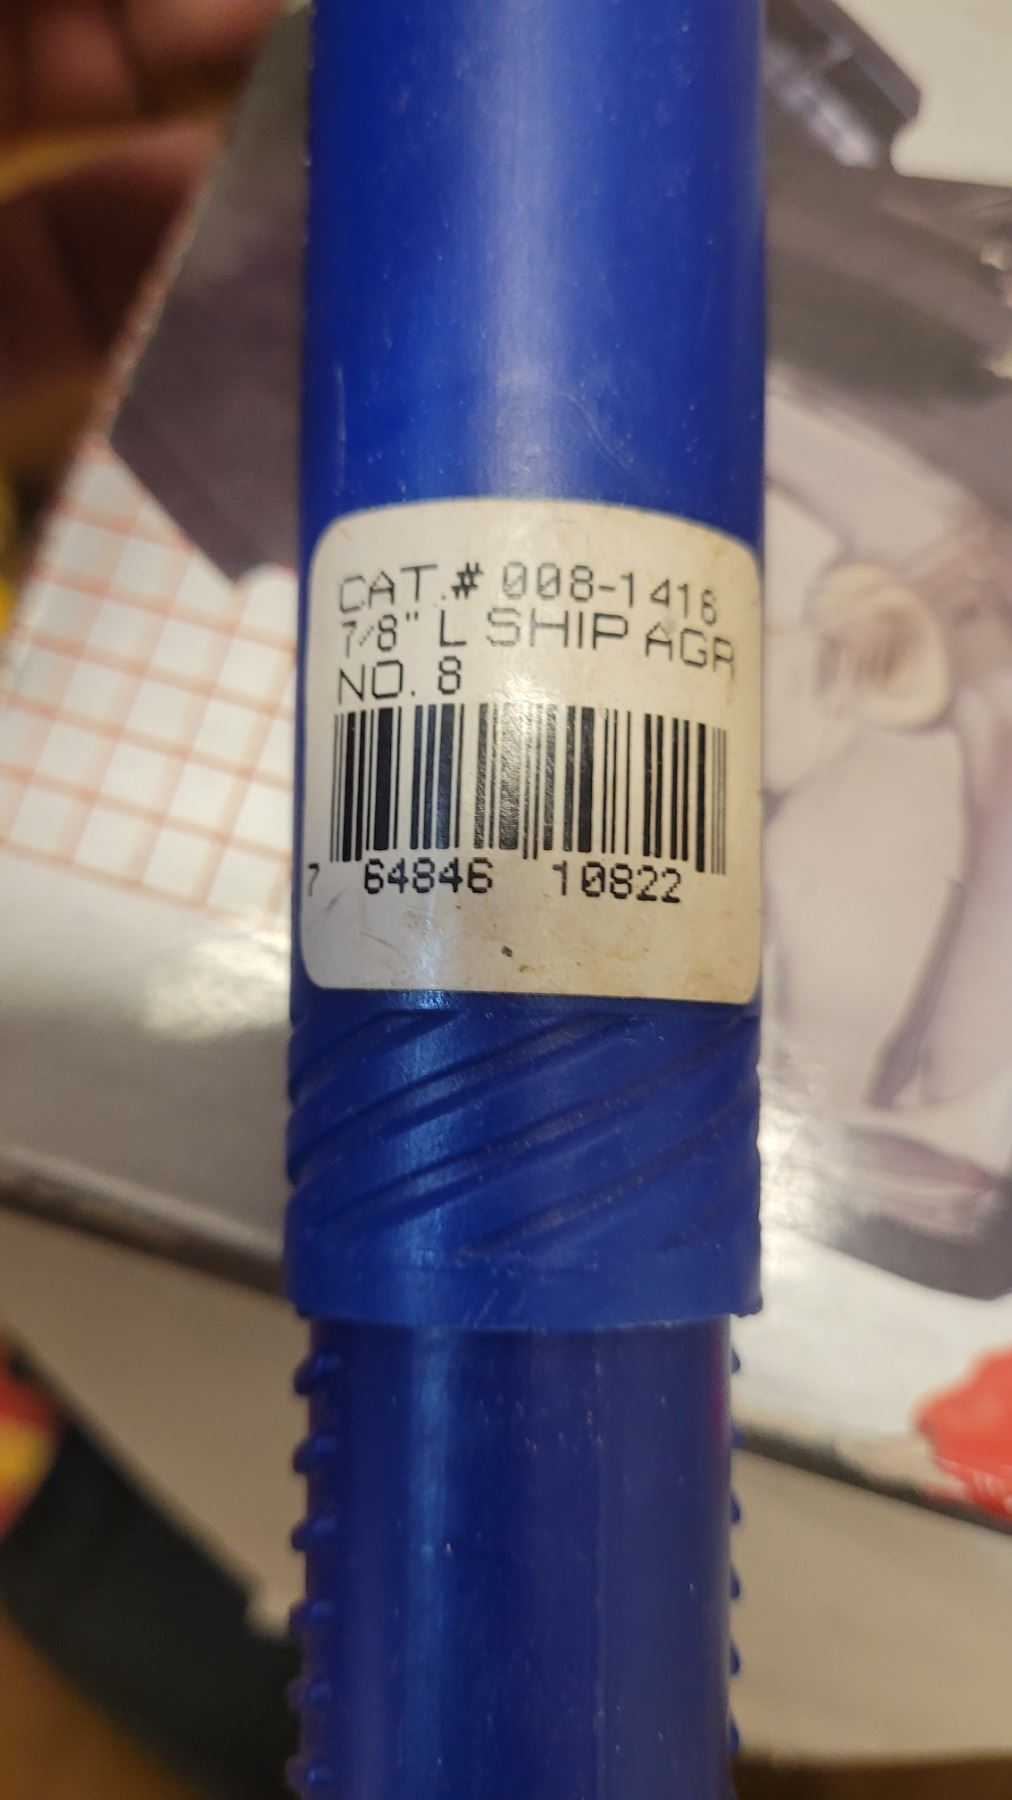 CAT.# 008-1416
7/8" L SHIP AGR
NO. 8
7 64846 10822